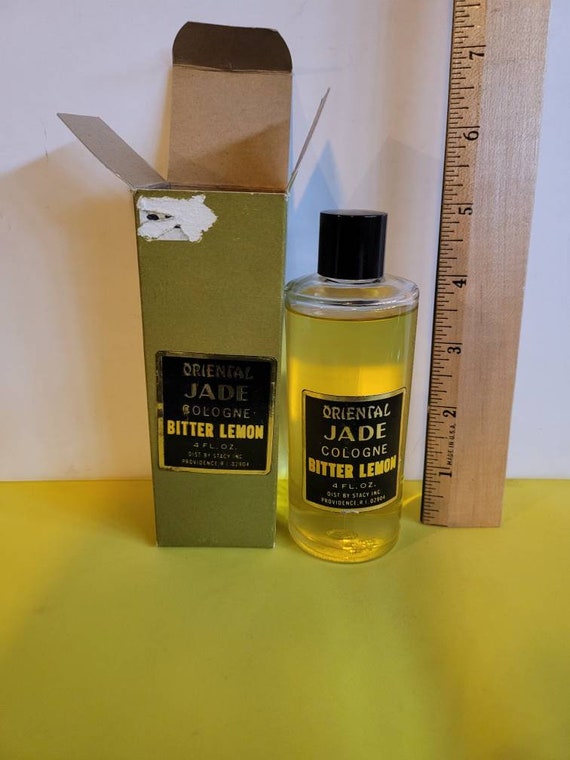 ORIENTAL
JADE
COLOGNE
BITTER LEMON
4 FL. OZ.
DIST BY STACY INC.
PROVIDENCE, R.I. 02904
ORIENTAL
JADE
COLOGNE
BITTER LEMON
4 FL. OZ.
DIST BY STACY INC.
PROVIDENCE, R.I. 02904
7
6
5
4
3
2
1
MADE IN U.S.A.